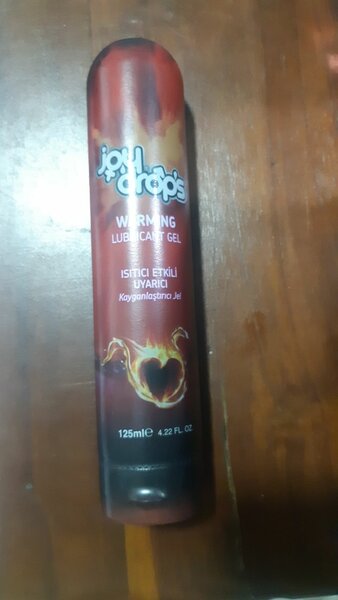 joy
drops
WARMING
LUBRICANT GEL
ISITICI ETKİLİ
UYARICI
Kayganlaştırıcı Jel
125ml℮ 4.22 FL. OZ.